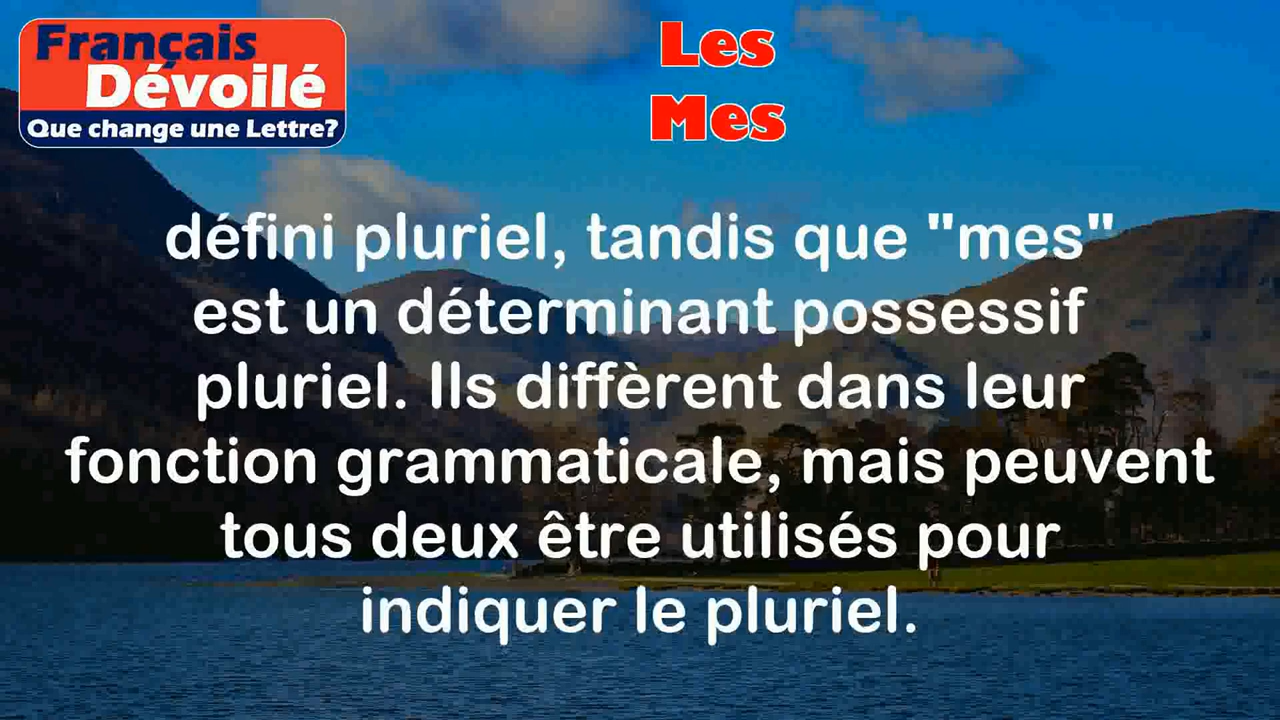 Français
Dévoilé
Que change une Lettre?
Les
Mes
défini pluriel, tandis que "mes"
est un déterminant possessif
pluriel. Ils diffèrent dans leur
fonction grammaticale, mais peuvent
tous deux être utilisés pour
indiquer le pluriel.